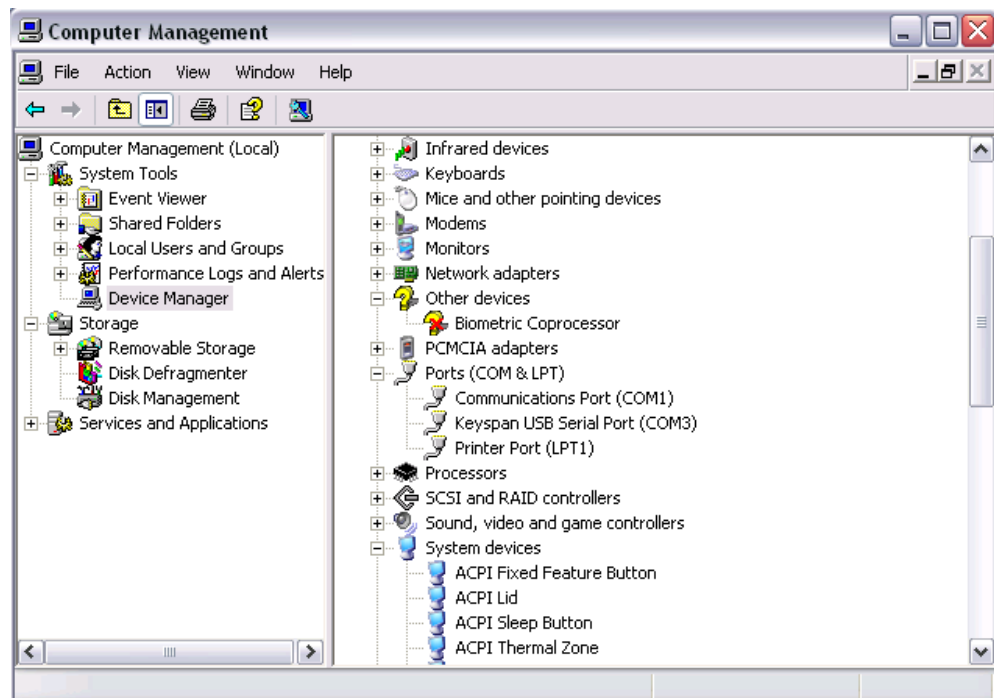 Computer Management
File Action View Window Help
Computer Management (Local)
System Tools
Event Viewer
Shared Folders
Local Users and Groups
Performance Logs and Alerts
Device Manager
Storage
Removable Storage
Disk Defragmenter
Disk Management
Services and Applications
Infrared devices
Keyboards
Mice and other pointing devices
Modems
Monitors
Network adapters
Other devices
Biometric Coprocessor
PCMCIA adapters
Ports (COM & LPT)
Communications Port (COM1)
Keyspan USB Serial Port (COM3)
Printer Port (LPT1)
Processors
SCSI and RAID controllers
Sound, video and game controllers
System devices
ACPI Fixed Feature Button
ACPI Lid
ACPI Sleep Button
ACPI Thermal Zone